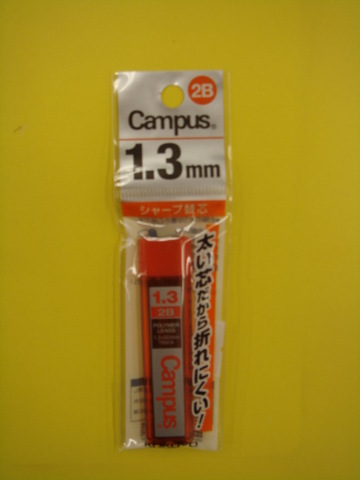 2B
Campus®
1.3mm
シャープ替芯
太い芯だから折れにくい!
1.3
2B
POLYMER
LEADS
Campus